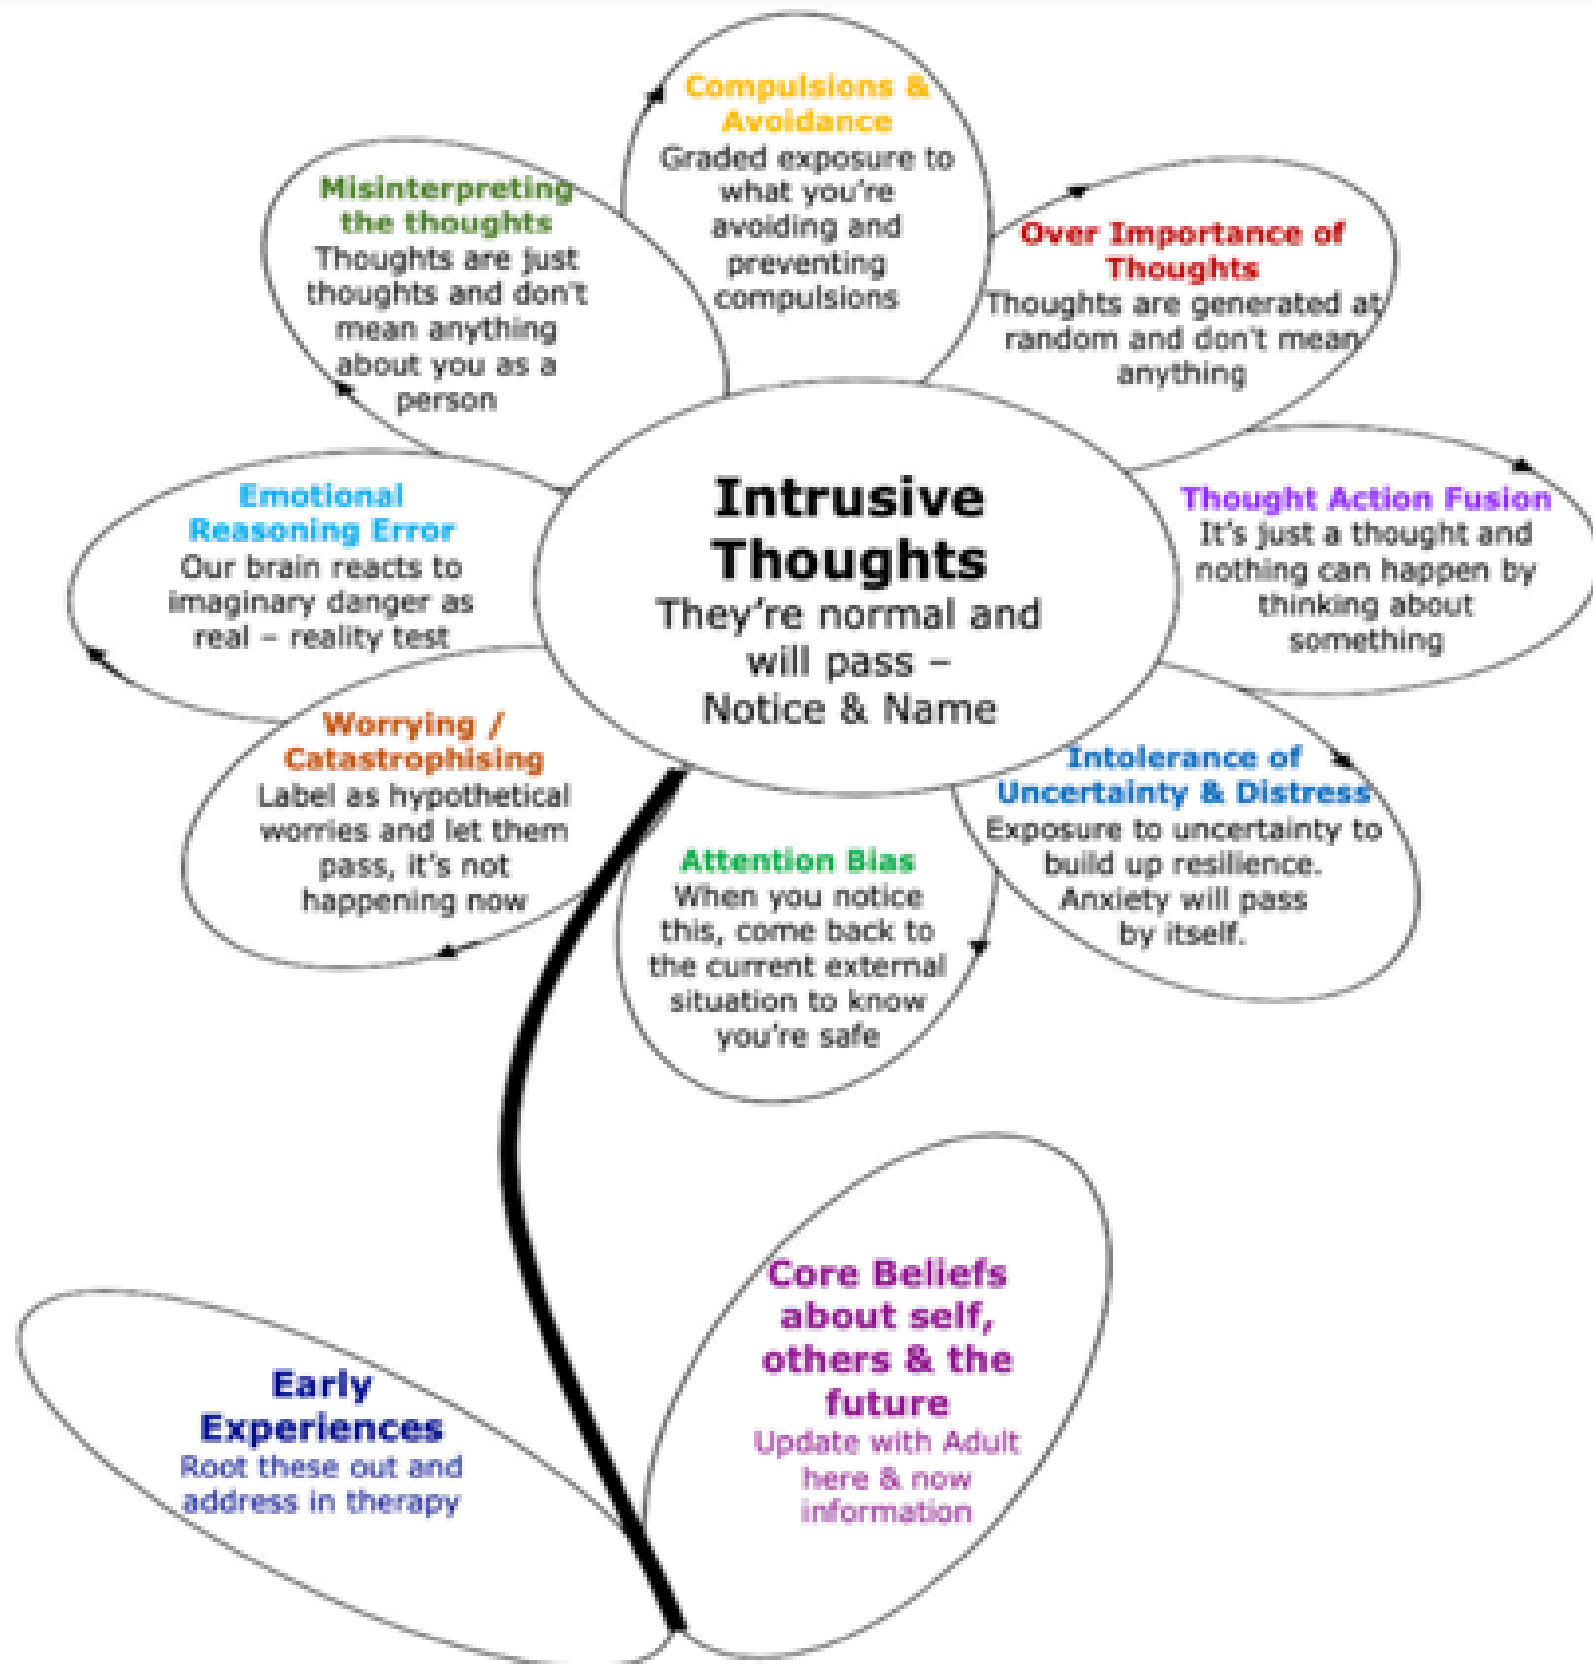 Compulsions &
Avoidance
Graded exposure to
what you're
avoiding and
preventing
compulsions
Misinterpreting
the thoughts
Thoughts are just
thoughts and don't
mean anything
about you as a
person
Over Importance of
Thoughts
Thoughts are generated at
random and don't mean
anything
Emotional
Reasoning Error
Our brain reacts to
imaginary danger as
real – reality test
Intrusive
Thoughts
They're normal and
will pass –
Notice & Name
Thought Action Fusion
It's just a thought and
nothing can happen by
thinking about
something
Worrying /
Catastrophising
Label as hypothetical
worries and let them
pass, it's not
happening now
Attention Bias
When you notice
this, come back to
the current external
situation to know
you're safe
Intolerance of
Uncertainty & Distress
Exposure to uncertainty to
build up resilience.
Anxiety will pass
by itself.
Early
Experiences
Root these out and
address in therapy
Core Beliefs
about self,
others & the
future
Update with Adult
here & now
information